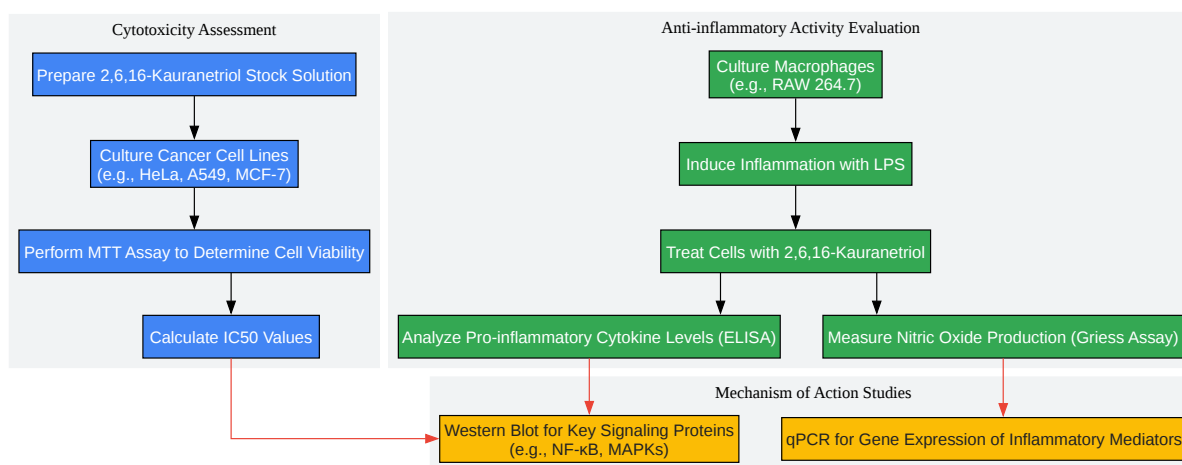 Cytotoxicity Assessment
Prepare 2,6,16-Kauranetriol Stock Solution
Culture Cancer Cell Lines
(e.g., HeLa, A549, MCF-7)
Perform MTT Assay to Determine Cell Viability
Calculate IC50 Values
Anti-inflammatory Activity Evaluation
Culture Macrophages
(e.g., RAW 264.7)
Induce Inflammation with LPS
Treat Cells with 2,6,16-Kauranetriol
Analyze Pro-inflammatory Cytokine Levels (ELISA)
Measure Nitric Oxide Production (Griess Assay)
Mechanism of Action Studies
Western Blot for Key Signaling Proteins
(e.g., NF-κB, MAPKs)
qPCR for Gene Expression of Inflammatory Mediators